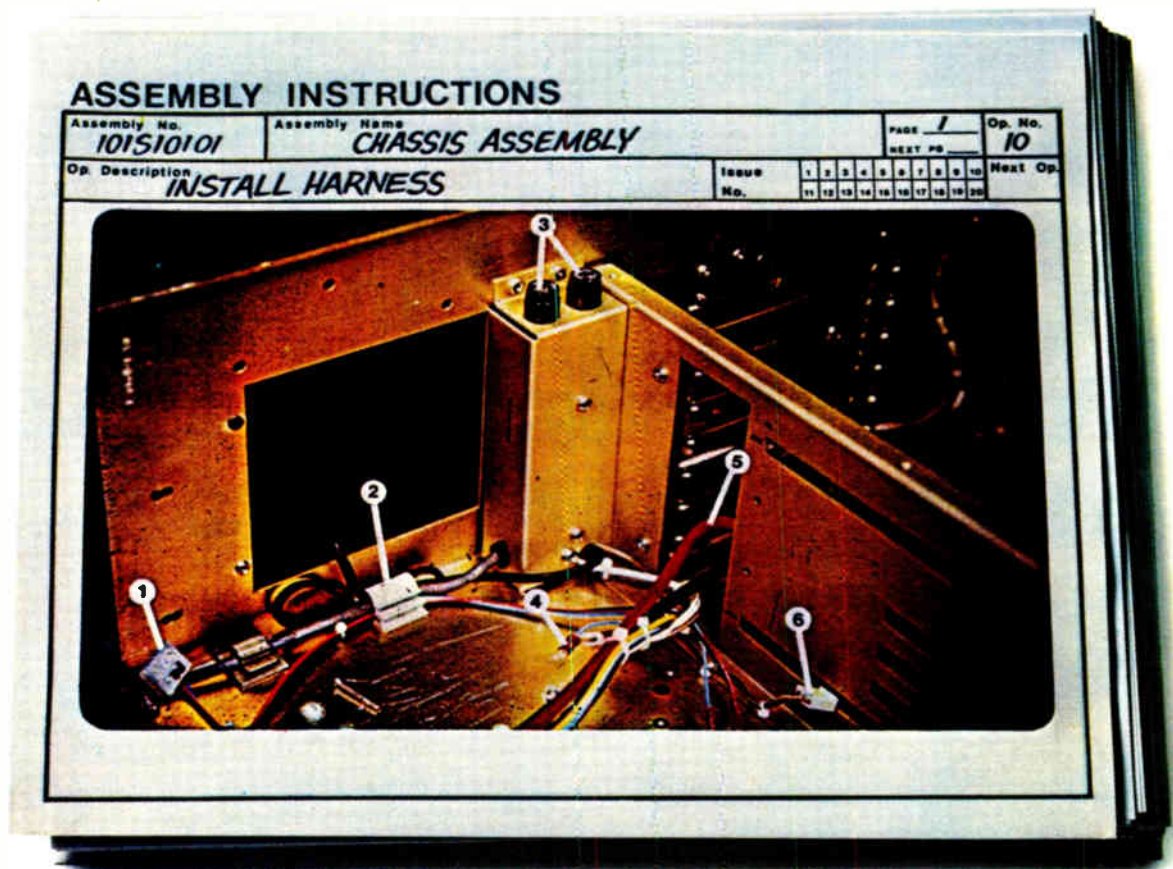 ASSEMBLY INSTRUCTIONS
Assembly No.
101S10101
Assembly Name
CHASSIS ASSEMBLY
PAGE 1
NEXT PG
Op. No.
10
Op. Description
INSTALL HARNESS
Issue
No.
1 2 3 4 5 6 7 8 9 10
11 12 13 14 15 16 17 18 19 20
Next Op.
3
5
2
1
4
6